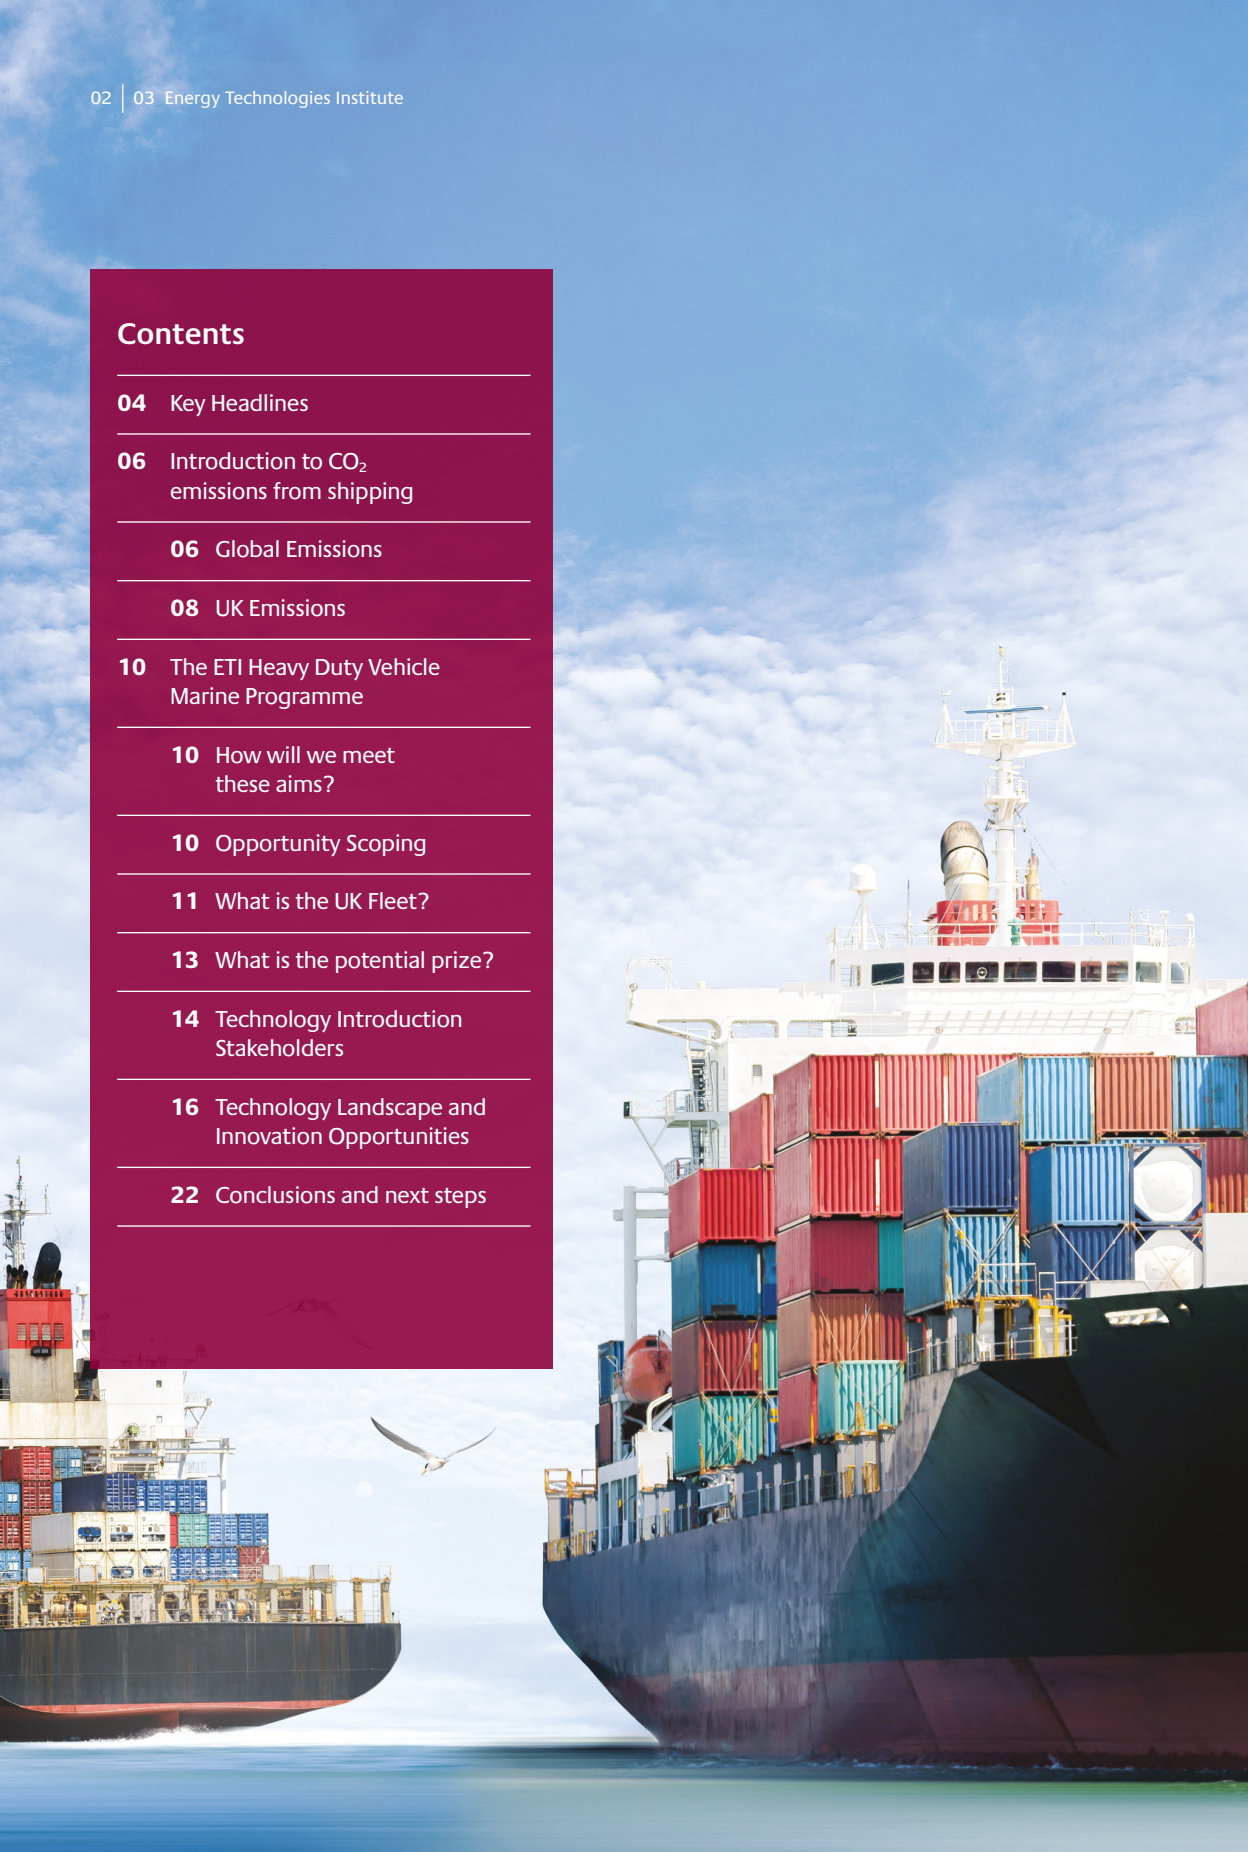 02 | 03 Energy Technologies Institute
Contents
04 Key Headlines
06 Introduction to CO₂
emissions from shipping
06 Global Emissions
08 UK Emissions
10 The ETI Heavy Duty Vehicle
Marine Programme
10 How will we meet
these aims?
10 Opportunity Scoping
11 What is the UK Fleet?
13 What is the potential prize?
14 Technology Introduction
Stakeholders
16 Technology Landscape and
Innovation Opportunities
22 Conclusions and next steps